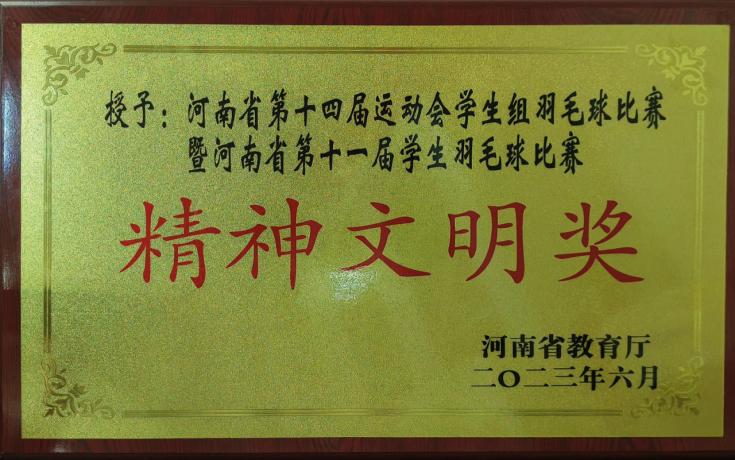 授予：河南省第十四届运动会学生组羽毛球比赛
暨河南省第十一届学生羽毛球比赛
精神文明奖
河南省教育厅
二〇二三年六月